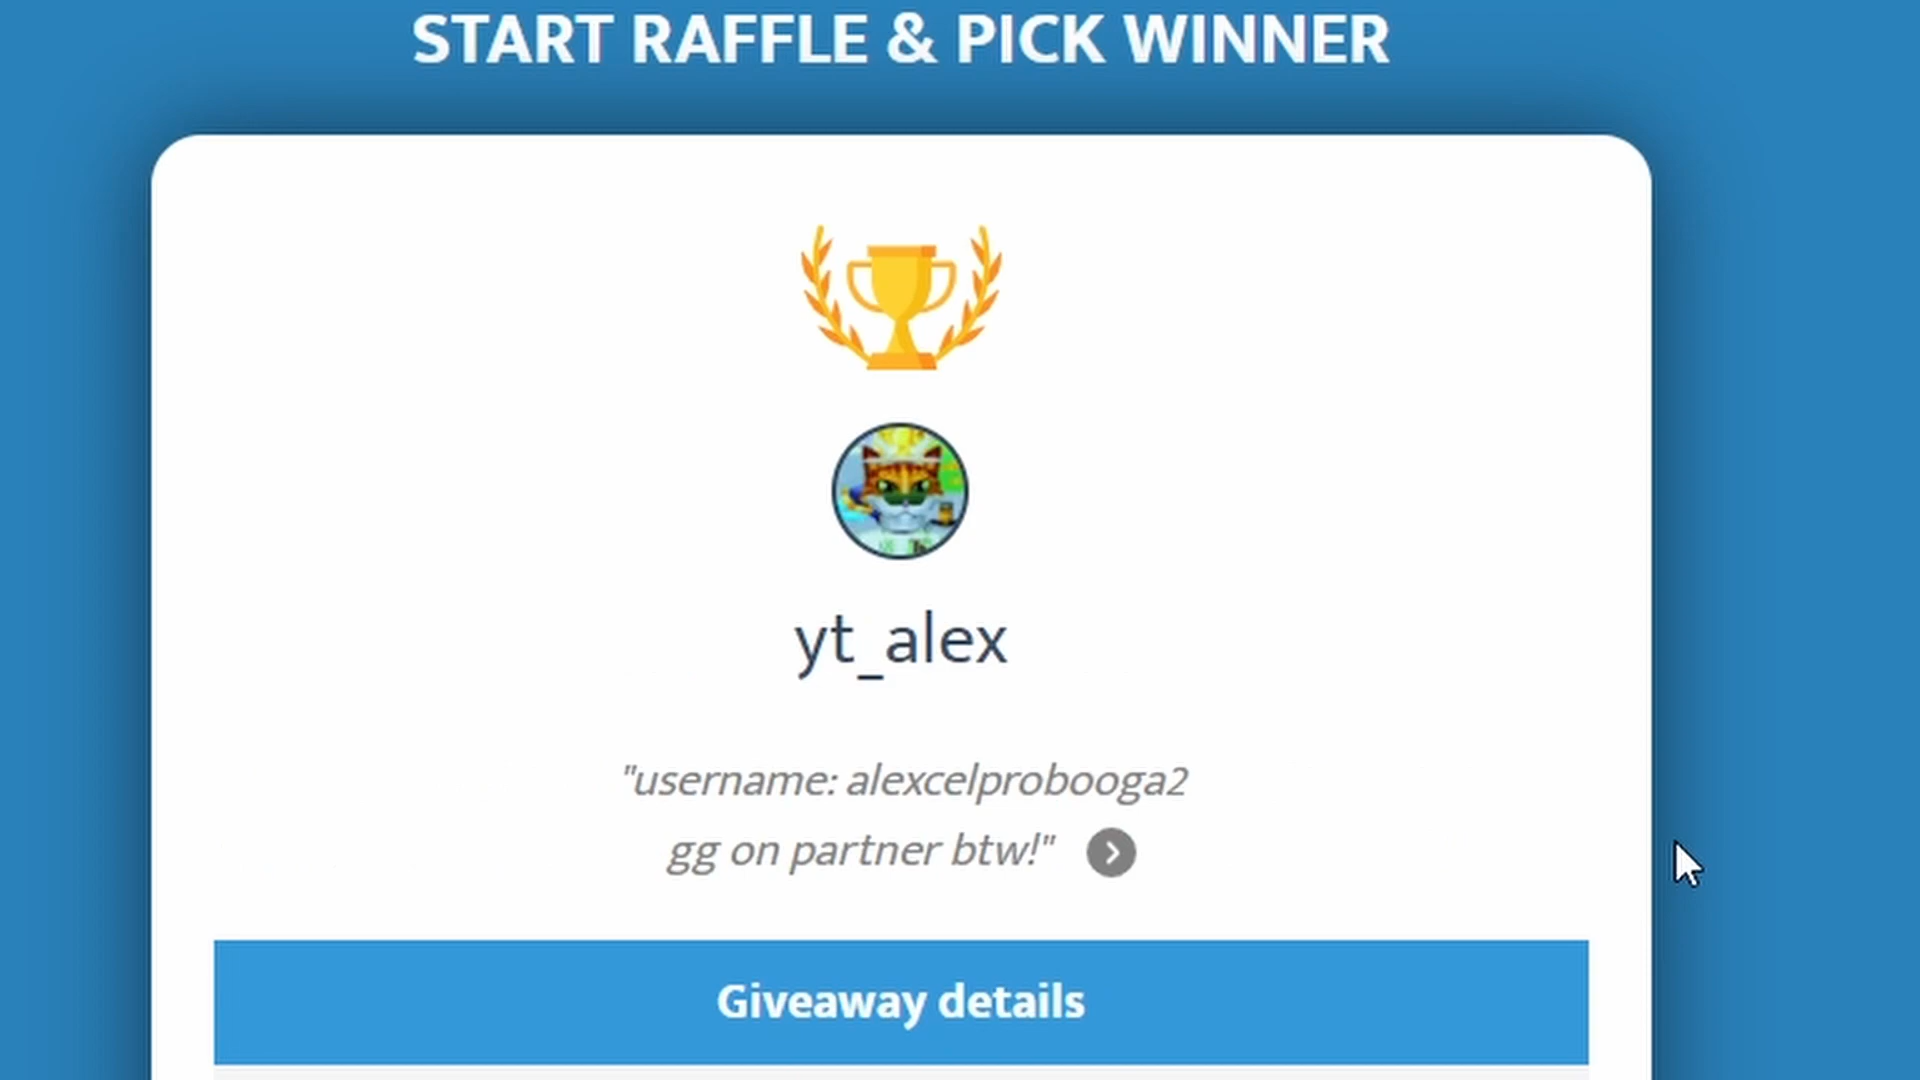 START RAFFLE & PICK WINNER
yt_alex
"username: alexcelprobooga2
gg on partner btw!"
Giveaway details